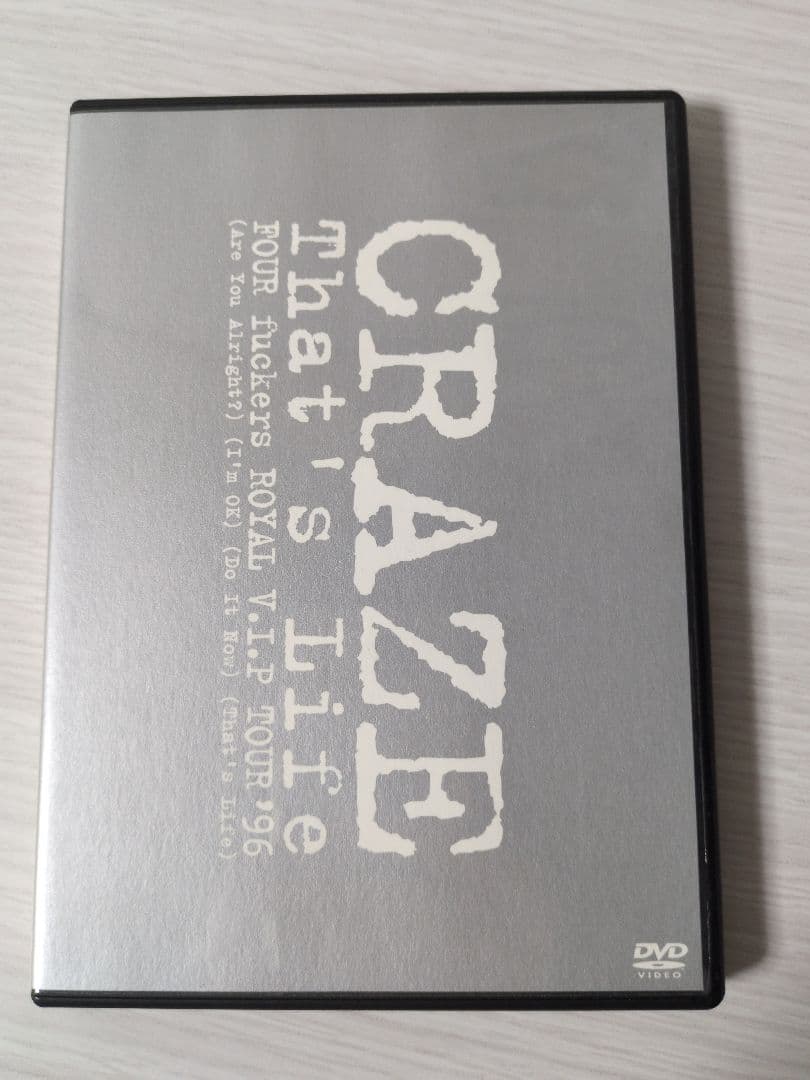 CRAZE
That's Life
FOUR fuckers ROYAL V.I.P TOUR'96
(Are You Alright?) (I'm OK) (Do It Now) (That's Life)
DVD
VIDEO